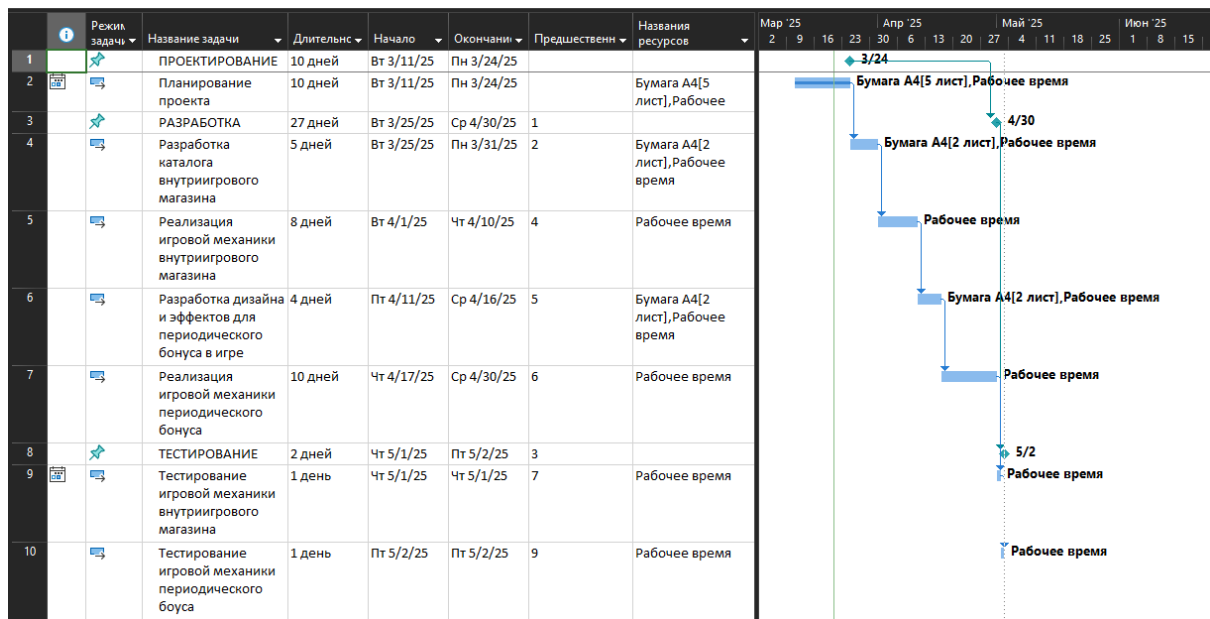 Режим задачи Название задачи Длительнс Начало Окончани Предшественн Названия ресурсов
Мар '25 Апр '25 Май '25 Июн '25
2 9 16 23 30 6 13 20 27 4 11 18 25 1 8 15
1 ПРОЕКТИРОВАНИЕ 10 дней Вт 3/11/25 Пн 3/24/25
3/24
2 Планирование проекта 10 дней Вт 3/11/25 Пн 3/24/25 Бумага А4[5 лист],Рабочее
Бумага А4[5 лист],Рабочее время
3 РАЗРАБОТКА 27 дней Вт 3/25/25 Ср 4/30/25 1
4/30
4 Разработка каталога внутриигрового магазина 5 дней Вт 3/25/25 Пн 3/31/25 2 Бумага А4[2 лист],Рабочее время
Бумага А4[2 лист],Рабочее время
5 Реализация игровой механики внутриигрового магазина 8 дней Вт 4/1/25 Чт 4/10/25 4 Рабочее время
Рабочее время
6 Разработка дизайна и эффектов для периодического бонуса в игре 4 дней Пт 4/11/25 Ср 4/16/25 5 Бумага А4[2 лист],Рабочее время
Бумага А4[2 лист],Рабочее время
7 Реализация игровой механики периодического бонуса 10 дней Чт 4/17/25 Ср 4/30/25 6 Рабочее время
Рабочее время
8 ТЕСТИРОВАНИЕ 2 дней Чт 5/1/25 Пт 5/2/25 3
5/2
9 Тестирование игровой механики внутриигрового магазина 1 день Чт 5/1/25 Чт 5/1/25 7 Рабочее время
Рабочее время
10 Тестирование игровой механики периодического боуса 1 день Пт 5/2/25 Пт 5/2/25 9 Рабочее время
Рабочее время